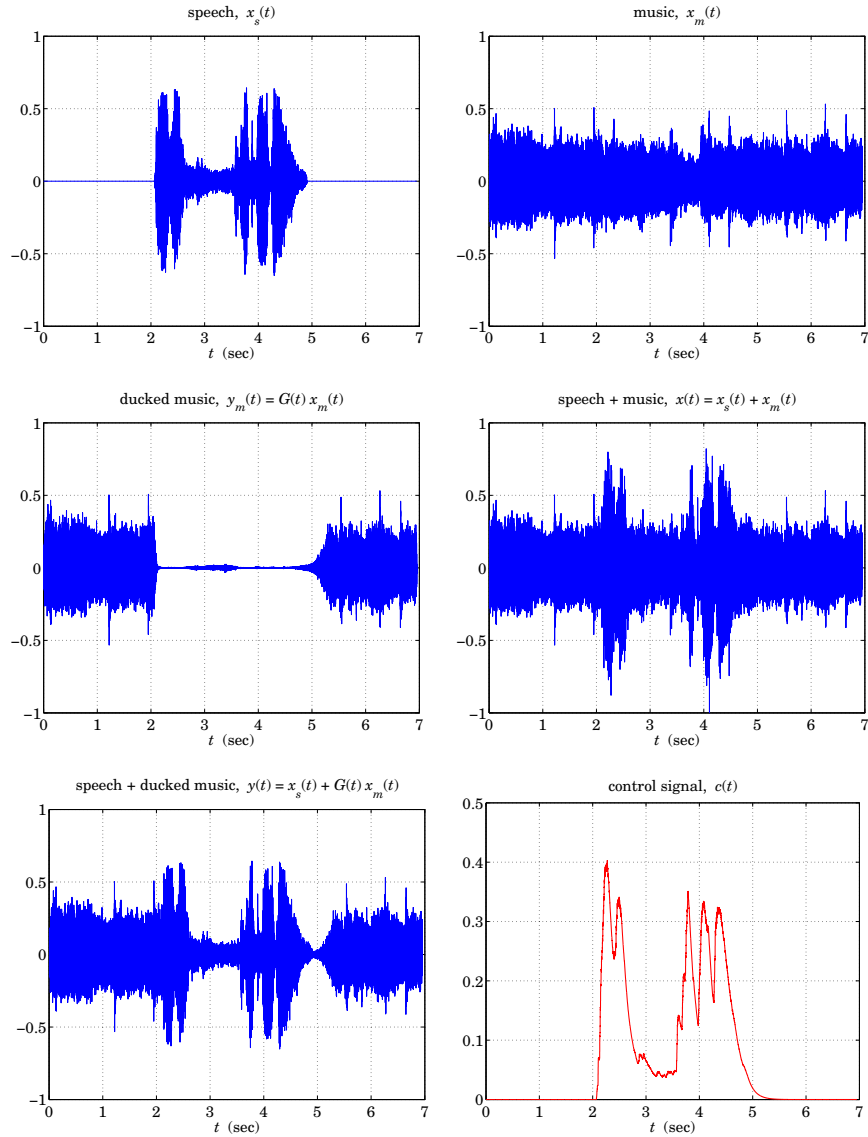 speech, x_s(t)
1
0.5
0
−0.5
−1
0 1 2 3 4 5 6 7
t (sec)
music, x_m(t)
1
0.5
0
−0.5
−1
0 1 2 3 4 5 6 7
t (sec)
ducked music, y_m(t) = G(t) x_m(t)
1
0.5
0
−0.5
−1
0 1 2 3 4 5 6 7
t (sec)
speech + music, x(t) = x_s(t) + x_m(t)
1
0.5
0
−0.5
−1
0 1 2 3 4 5 6 7
t (sec)
speech + ducked music, y(t) = x_s(t) + G(t) x_m(t)
1
0.5
0
−0.5
−1
0 1 2 3 4 5 6 7
t (sec)
control signal, c(t)
0.5
0.4
0.3
0.2
0.1
0
0 1 2 3 4 5 6 7
t (sec)